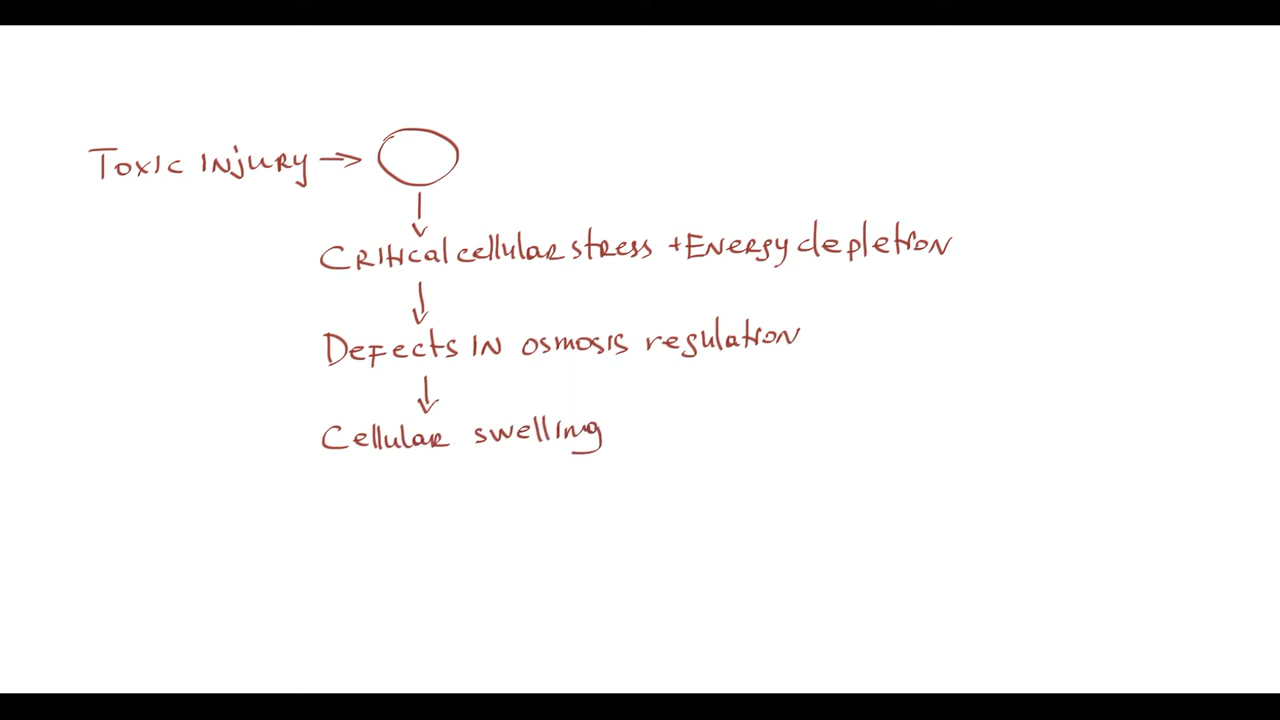 Toxic injury →
Critical cellular stress + Energy depletion
Defects in osmosis regulation
Cellular swelling